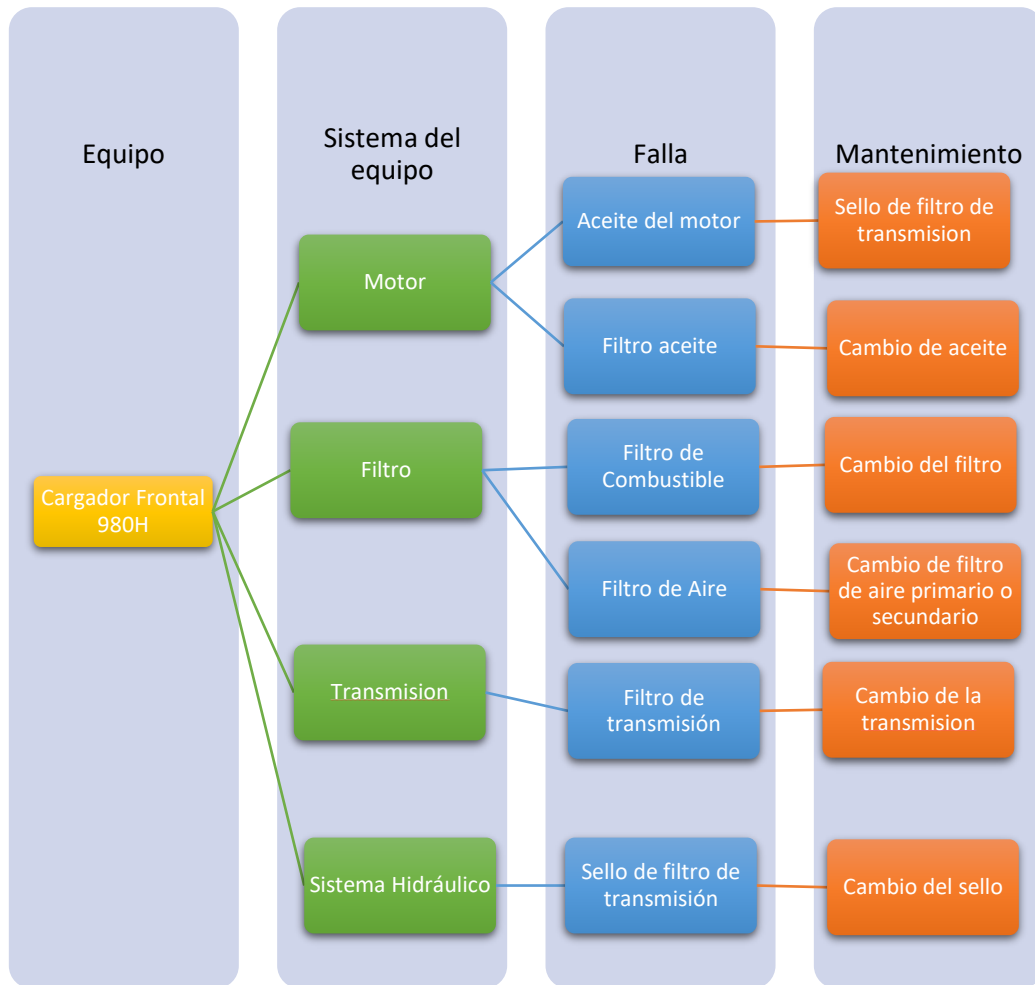 Equipo
Sistema del
equipo
Falla
Mantenimiento
Cargador Frontal
980H
Motor
Filtro
Transmision
Sistema Hidráulico
Aceite del motor
Filtro aceite
Filtro de
Combustible
Filtro de Aire
Filtro de
transmisión
Sello de filtro de
transmisión
Sello de filtro de
transmision
Cambio de aceite
Cambio del filtro
Cambio de filtro
de aire primario o
secundario
Cambio de la
transmision
Cambio del sello